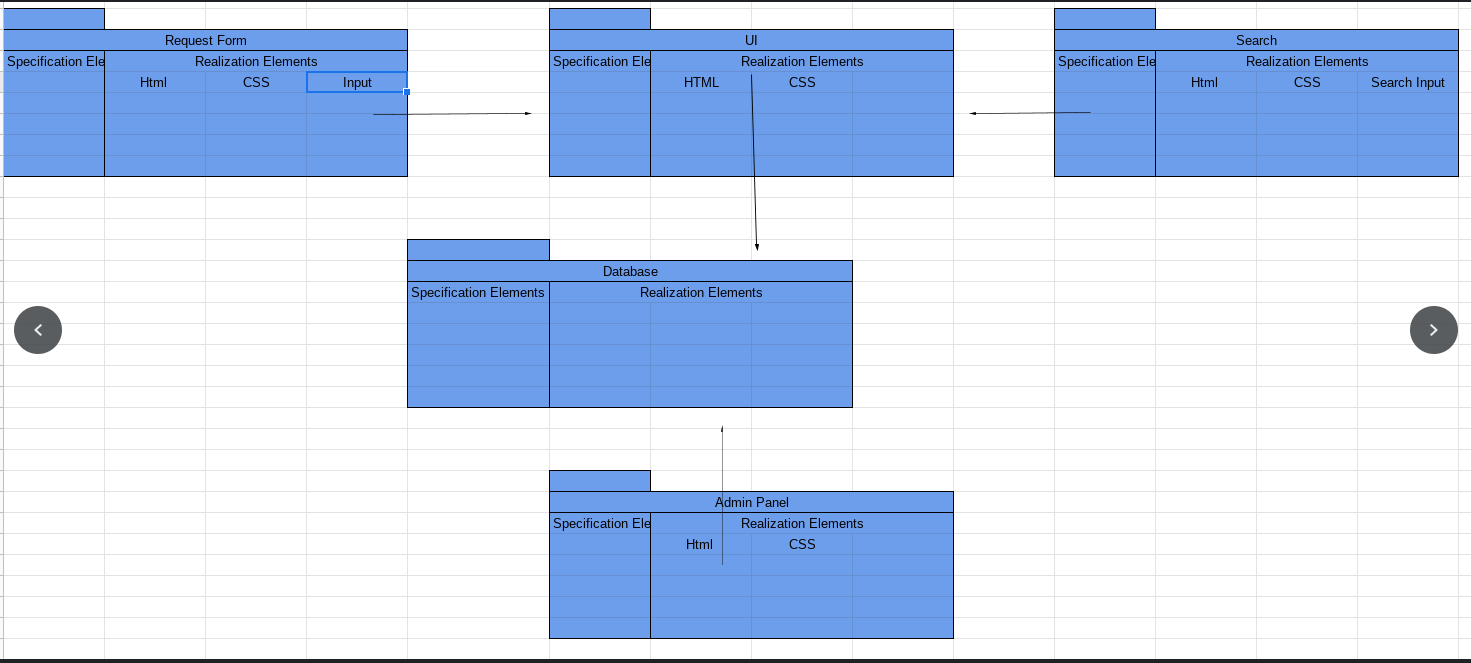 Request Form
Specification Ele Realization Elements
Html CSS Input
UI
Specification Ele Realization Elements
HTML CSS
Search
Specification Ele Realization Elements
Html CSS Search Input
Database
Specification Elements Realization Elements
Admin Panel
Specification Ele Realization Elements
Html CSS